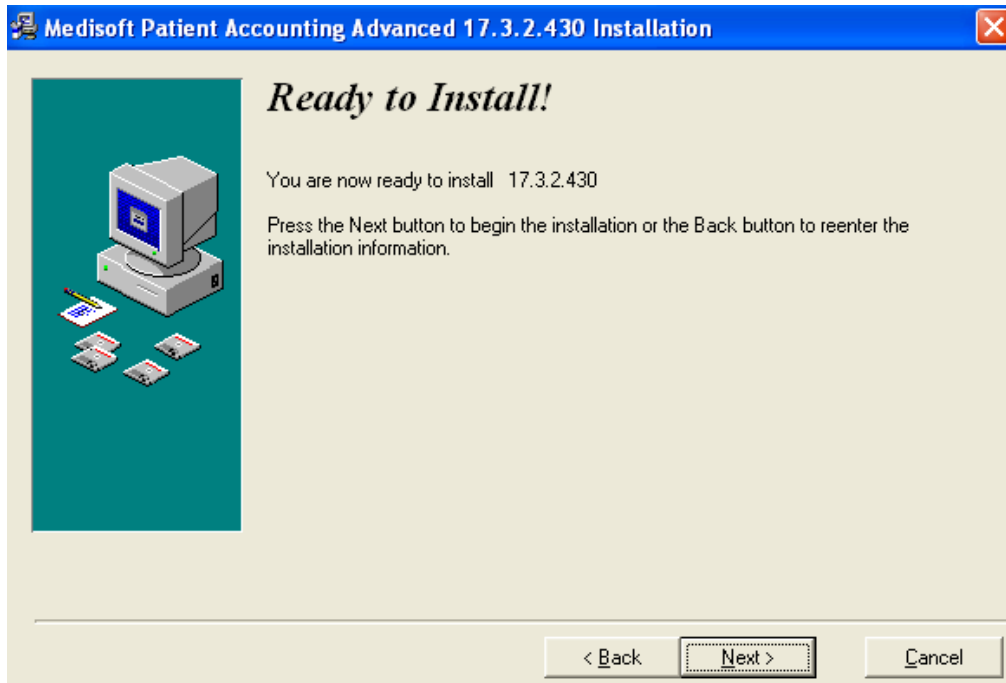 Medisoft Patient Accounting Advanced 17.3.2.430 Installation
Ready to Install!
You are now ready to install 17.3.2.430
Press the Next button to begin the installation or the Back button to reenter the
installation information.
< Back Next > Cancel